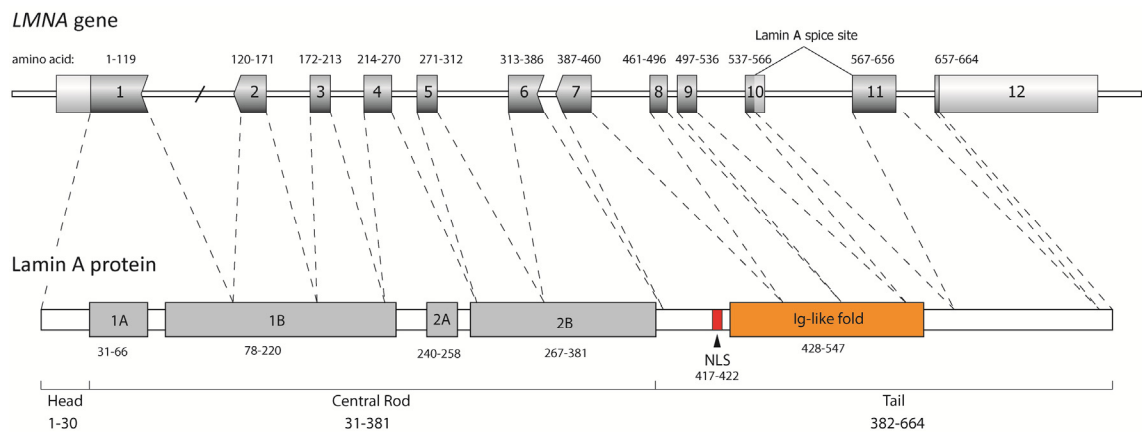 LMNA gene
Lamin A spice site
amino acid: 1-119 120-171 172-213 214-270 271-312 313-386 387-460 461-496 497-536 537-566 567-656 657-664
1 2 3 4 5 6 7 8 9 10 11 12
Lamin A protein
1A 1B 2A 2B Ig-like fold
31-66 78-220 240-258 267-381 NLS 428-547
417-422
Head Central Rod Tail
1-30 31-381 382-664